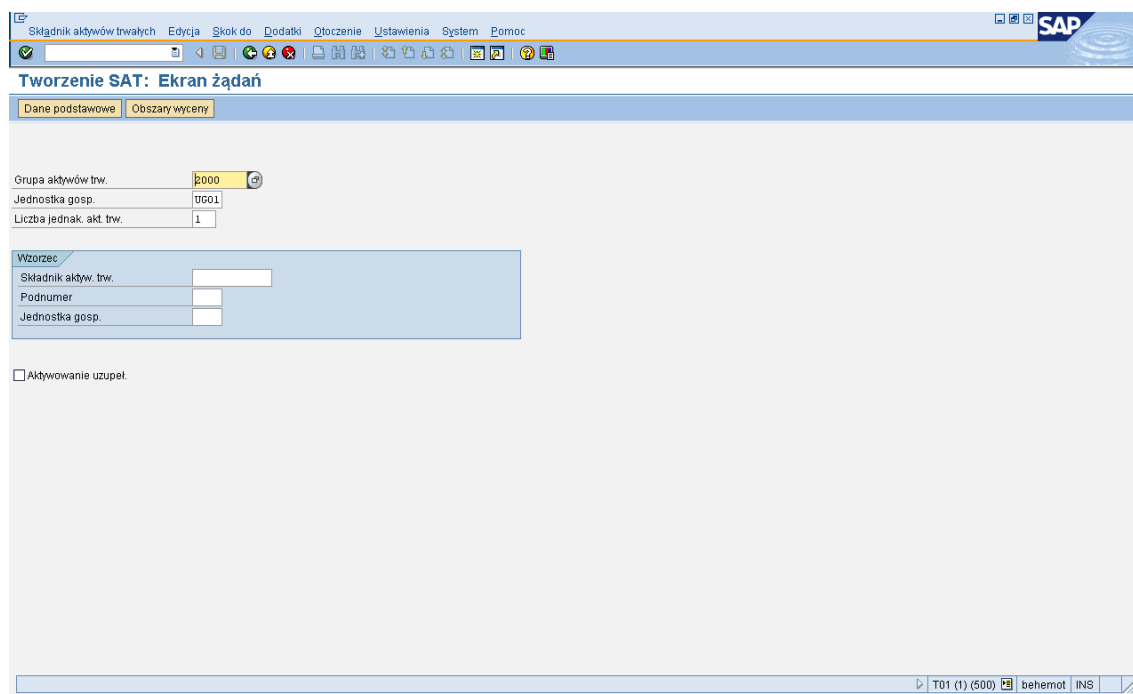 Składnik aktywów trwałych Edycja Skok do Dodatki Otoczenie Ustawienia System Pomoc
SAP
Tworzenie SAT: Ekran żądań
Dane podstawowe Obszary wyceny
Grupa aktywów trw. 2000
Jednostka gosp. UG01
Liczba jednak. akt. trw. 1
Wzorzec
Składnik aktyw. trw.
Podnumer
Jednostka gosp.
Aktywowanie uzupeł.
T01 (1) (500) behemot INS